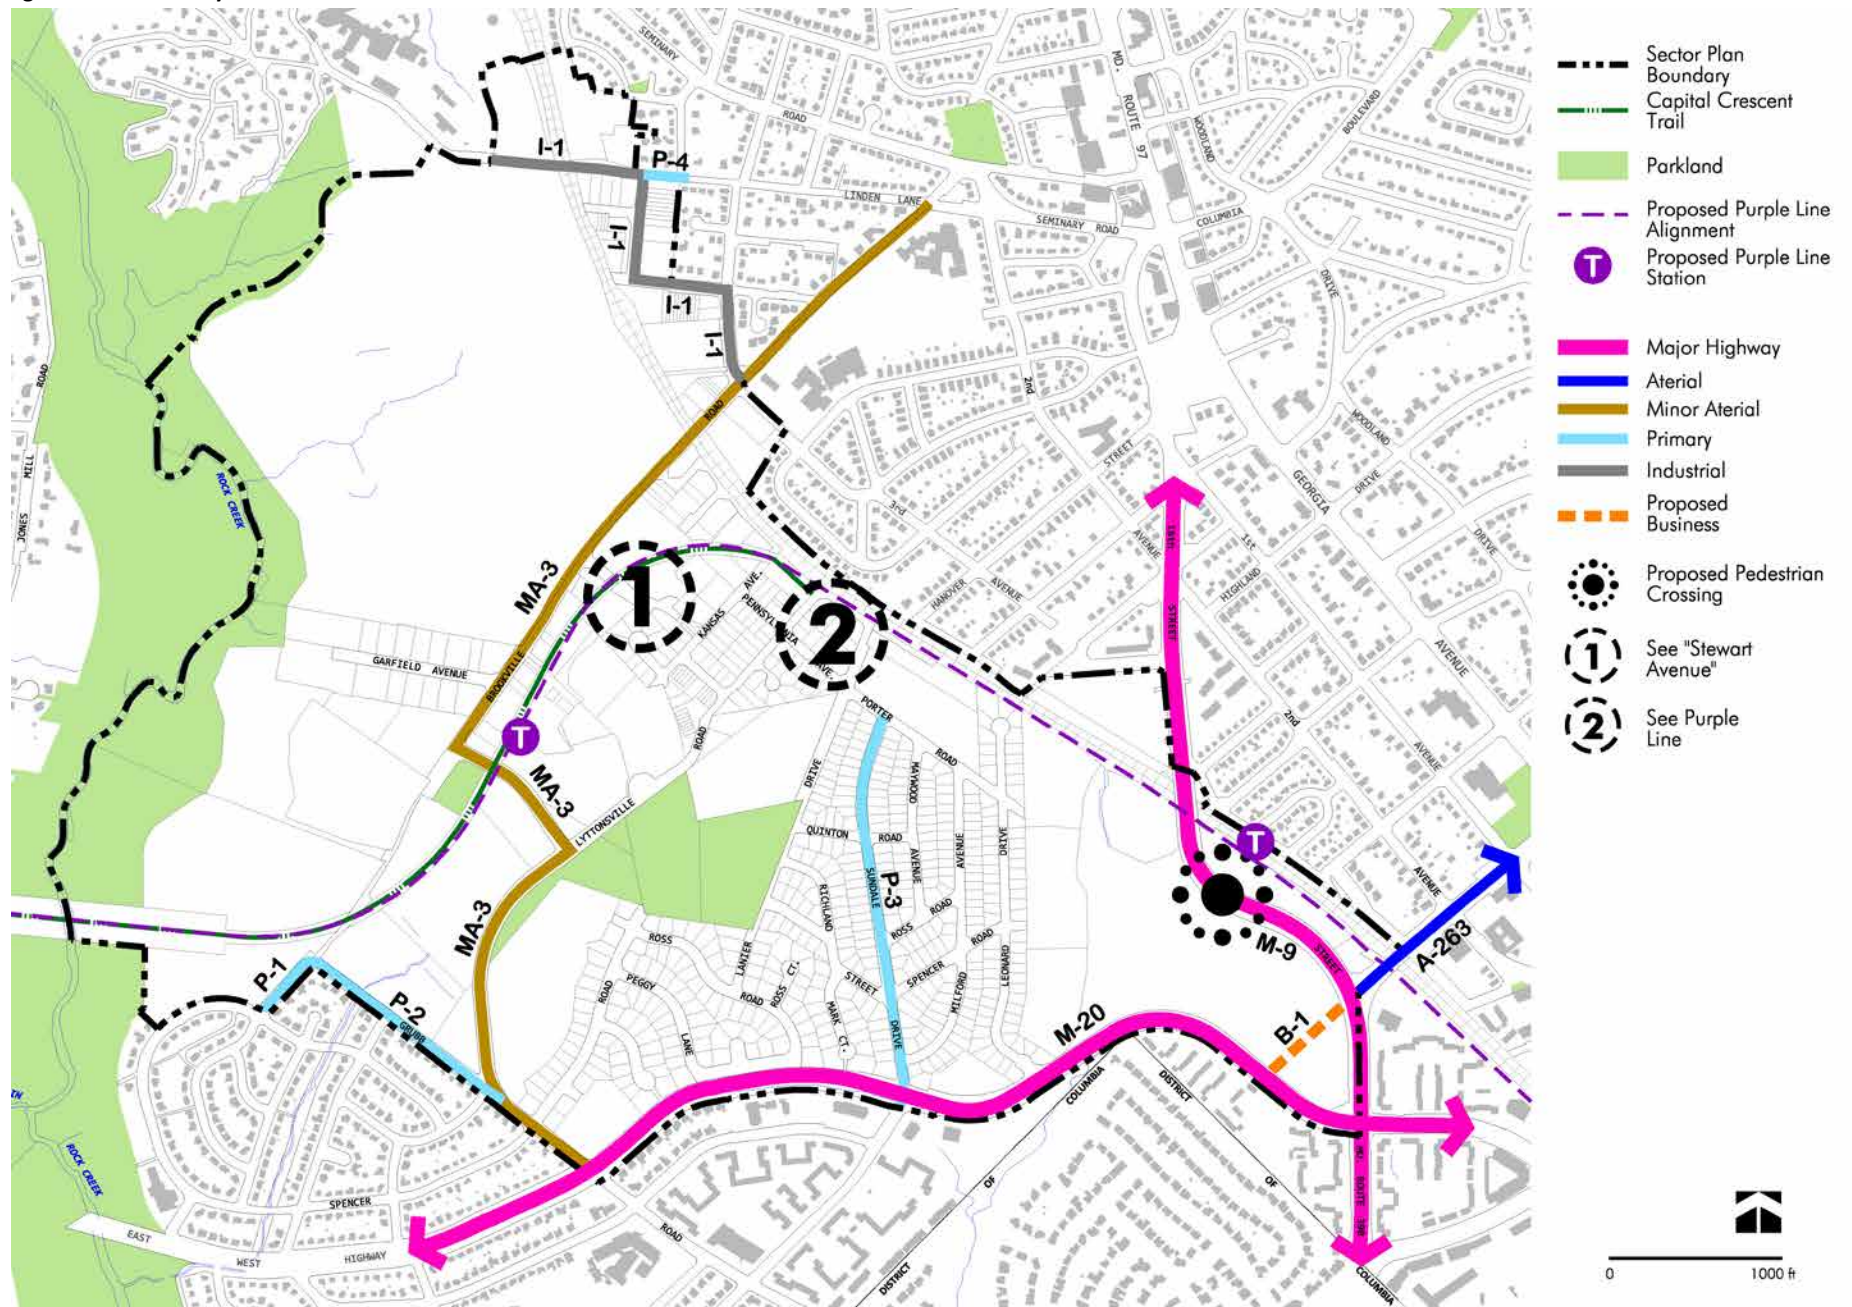 SEMINARY
ROAD
MD.
ROUTE 97
WOODLAND
BOULEVARD
I-1
P-4
LINDEN LANE
SEMINARY ROAD
COLUMBIA
I-1
I-1
DRIVE
I-1
ROAD
2nd
WOODLAND
DRIVE
STREET
GEORGIA
ROAD
JONES MILL
ROCK CREEK
3rd
16th
STREET
AVENUE
1st
DRIVE
MA-3
1
AVE.
HANOVER
AVENUE
HIGHLAND
KANSAS
PENNSYLVANIA
AVE.
2
GARFIELD AVENUE
BROOKVILLE
AVENUE
PORTER
ROAD
2nd
T
ROAD
DRIVE
AVENUE
MA-3
MAYWOOD
AVENUE
LYTTONSVILLE
QUINTON
ROAD
AVENUE
DRIVE
T
MA-3
RICHLAND
STREET
SUNDALE
DRIVE
P-3
ROSS
ROAD
AVENUE
A-263
M-9
STREET
ROSS
ROAD
LANIER
ROSS CT.
SPENCER
ROAD
MILFORD
LEONARD
P-1
P-2
GRUBB
PEGGY
LANE
ROAD
MARK CT.
M-20
B-1
COLUMBIA
DISTRICT
OF
OF
IN
ROCK CREEK
SPENCER
ROAD
EAST
WEST
HIGHWAY
ROAD
DISTRICT
MD. ROUTE 390
COLUMBIA
Sector Plan
Boundary
Capital Crescent
Trail
Parkland
Proposed Purple Line
Alignment
T
Proposed Purple Line
Station
Major Highway
Aterial
Minor Aterial
Primary
Industrial
Proposed
Business
Proposed Pedestrian
Crossing
1
See "Stewart
Avenue"
2
See Purple
Line
0
1000 ft